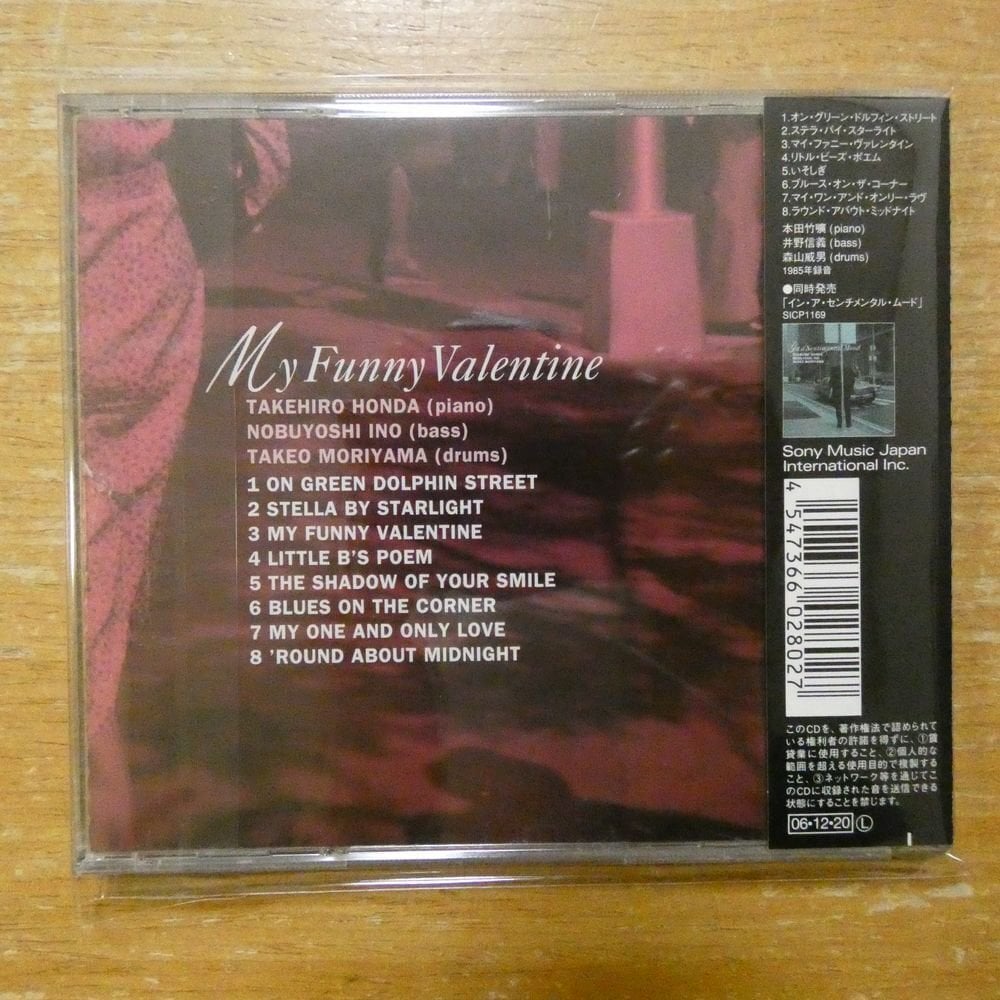 My Funny Valentine
TAKEHIRO HONDA (piano)
NOBUYOSHI INO (bass)
TAKEO MORIYAMA (drums)
1 ON GREEN DOLPHIN STREET
2 STELLA BY STARLIGHT
3 MY FUNNY VALENTINE
4 LITTLE B'S POEM
5 THE SHADOW OF YOUR SMILE
6 BLUES ON THE CORNER
7 MY ONE AND ONLY LOVE
8 'ROUND ABOUT MIDNIGHT
1.オン・グリーン・ドルフィン・ストリート
2.ステラ・バイ・スターライト
3.マイ・ファニー・ヴァレンタイン
4.リトル・ビーズ・ポエム
5.いそしぎ
6.ブルース・オン・ザ・コーナー
7.マイ・ワン・アンド・オンリー・ラヴ
8.ラウンド・アバウト・ミッドナイト
本田竹曠 (piano)
井野信義 (bass)
森山威男 (drums)
1985年録音
●同時発売
「イン・ア・センチメンタル・ムード」
SICP1169
Sony Music Japan
International Inc.
4 547366 028027
このCDを、著作権法で認められて
いる権利者の許諾を得ずに、①賃
貸業に使用すること、②個人的な
範囲を超える使用目的で複製する
こと、③ネットワーク等を通じてこ
のCDに収録された音を送信できる
状態にすることを禁じます。
06・12・20 Ⓛ